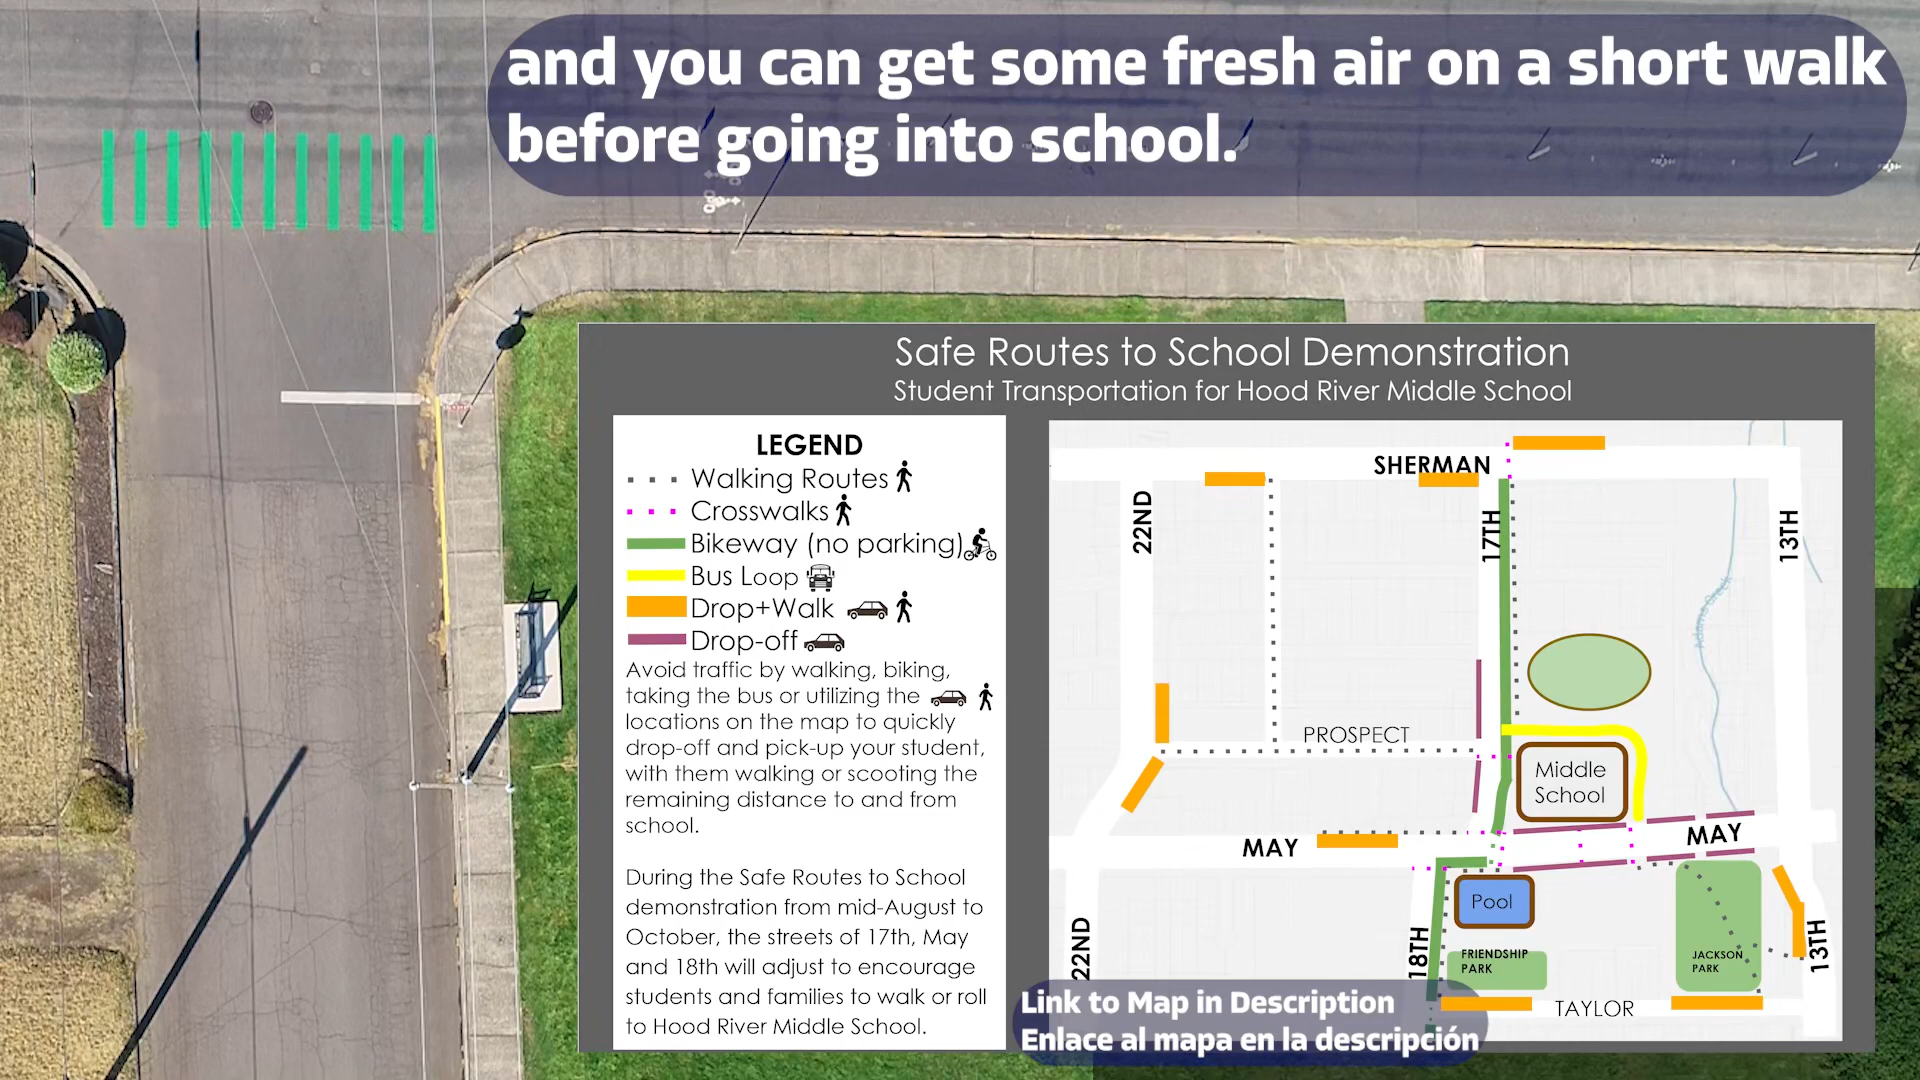 and you can get some fresh air on a short walk
before going into school.
Safe Routes to School Demonstration
Student Transportation for Hood River Middle School
LEGEND
Walking Routes
Crosswalks
Bikeway (no parking)
Bus Loop
Drop+Walk
Drop-off
Avoid traffic by walking, biking,
taking the bus or utilizing the
locations on the map to quickly
drop-off and pick-up your student,
with them walking or scooting the
remaining distance to and from
school.
During the Safe Routes to School
demonstration from mid-August to
October, the streets of 17th, May
and 18th will adjust to encourage
students and families to walk or roll
to Hood River Middle School.
SHERMAN
22ND
17TH
13TH
Adams Creek
PROSPECT
Middle
School
MAY
MAY
Pool
22ND
18TH
FRIENDSHIP
PARK
JACKSON
PARK
13TH
TAYLOR
Link to Map in Description
Enlace al mapa en la descripción